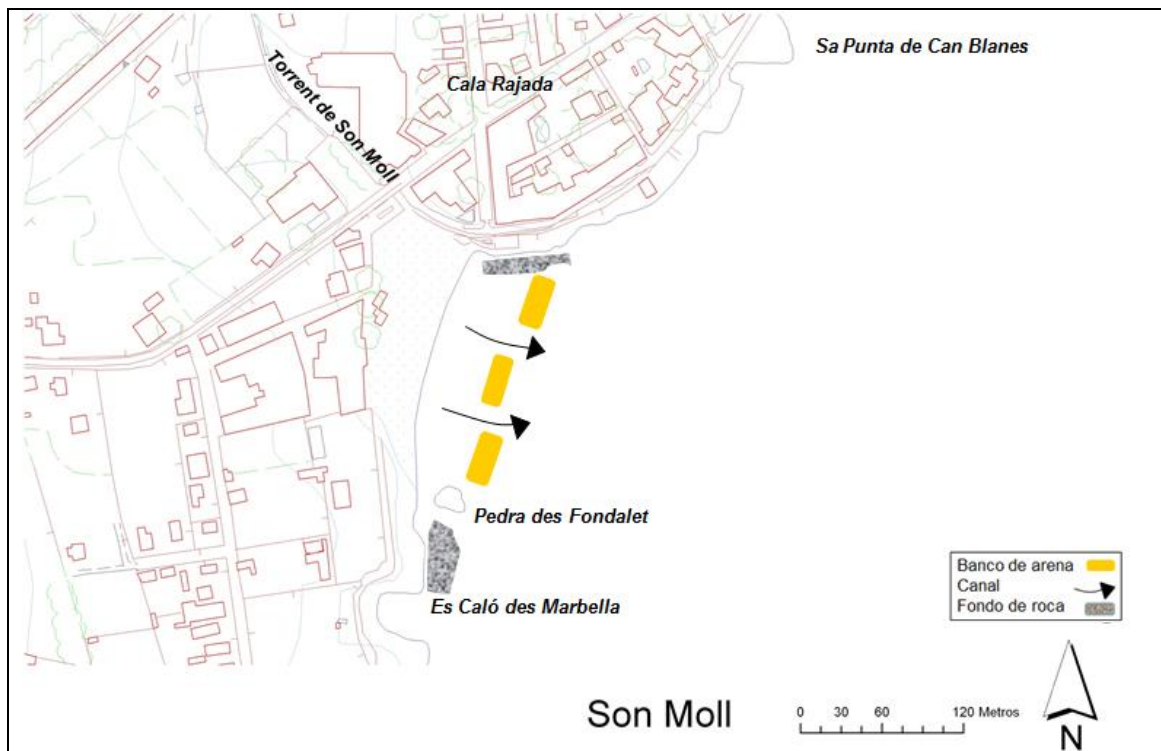 Sa Punta de Can Blanes
Cala Rajada
Torrent de Son Moll
Pedra des Fondalet
Es Caló des Marbella
Banco de arena
Canal
Fondo de roca
Son Moll
0 30 60 120 Metros
N